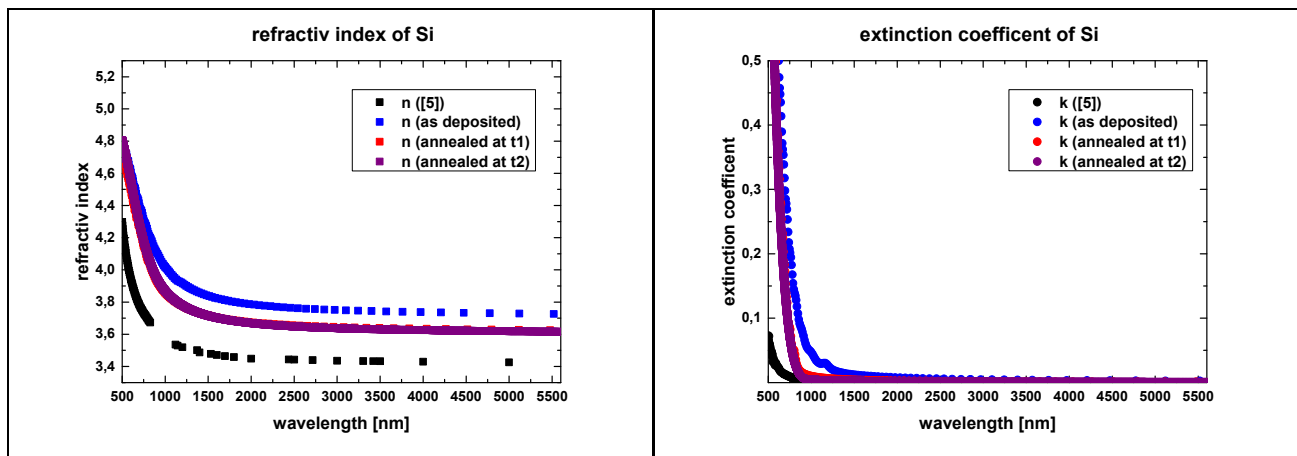 refractiv index of Si
5,2
5,0
4,8
4,6
4,4
4,2
4,0
3,8
3,6
3,4
refractiv index
n ([5])
n (as deposited)
n (annealed at t1)
n (annealed at t2)
500 1000 1500 2000 2500 3000 3500 4000 4500 5000 5500
wavelength [nm]
extinction coefficent of Si
0,5
0,4
0,3
0,2
0,1
extinction coefficent
k ([5])
k (as deposited)
k (annealed at t1)
k (annealed at t2)
500 1000 1500 2000 2500 3000 3500 4000 4500 5000 5500
wavelength [nm]